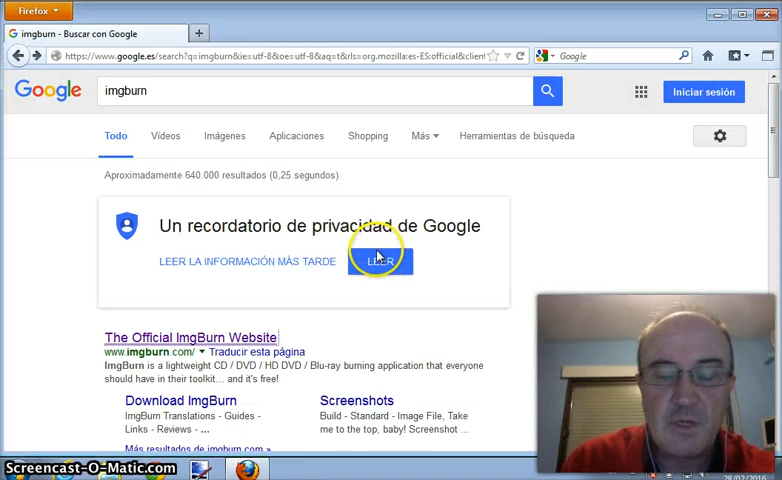 Firefox
imgburn - Buscar con Google
https://www.google.es/search?q=imgburn&ie=utf-8&oe=utf-8&aq=t&rls=org.mozilla:es-ES:official&client
Google
Google
imgburn
Iniciar sesión
Todo Vídeos Imágenes Aplicaciones Shopping Más Herramientas de búsqueda
Aproximadamente 640.000 resultados (0,25 segundos)
Un recordatorio de privacidad de Google
LEER LA INFORMACIÓN MÁS TARDE LEER
The Official ImgBurn Website
www.imgburn.com/ Traducir esta página
ImgBurn is a lightweight CD / DVD / HD DVD / Blu-ray burning application that everyone
should have in their toolkit... and it's free!
Download ImgBurn
ImgBurn Translations - Guides -
Links - Reviews - ...
Screenshots
Build - Standard - Image File, Take
me to the top, baby! Screenshot ...
Más resultados de imgburn.com »
Screencast-O-Matic.com
28/02/2016